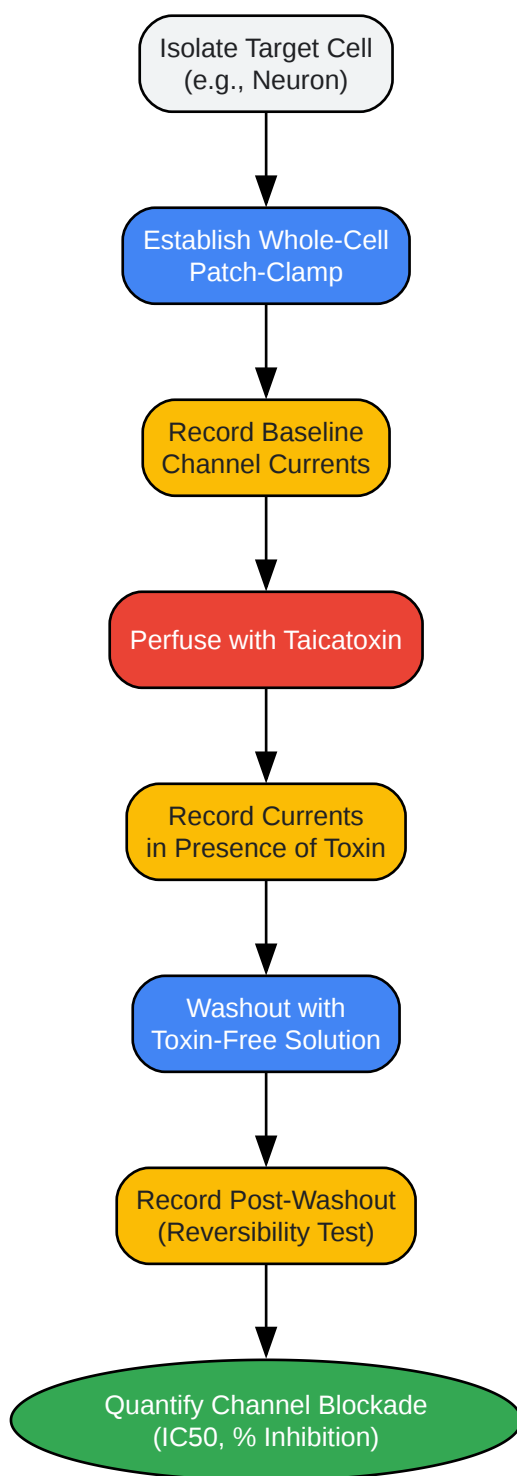 Isolate Target Cell
(e.g., Neuron)
Establish Whole-Cell
Patch-Clamp
Record Baseline
Channel Currents
Perfuse with Taicatoxin
Record Currents
in Presence of Toxin
Washout with
Toxin-Free Solution
Record Post-Washout
(Reversibility Test)
Quantify Channel Blockade
(IC50, % Inhibition)